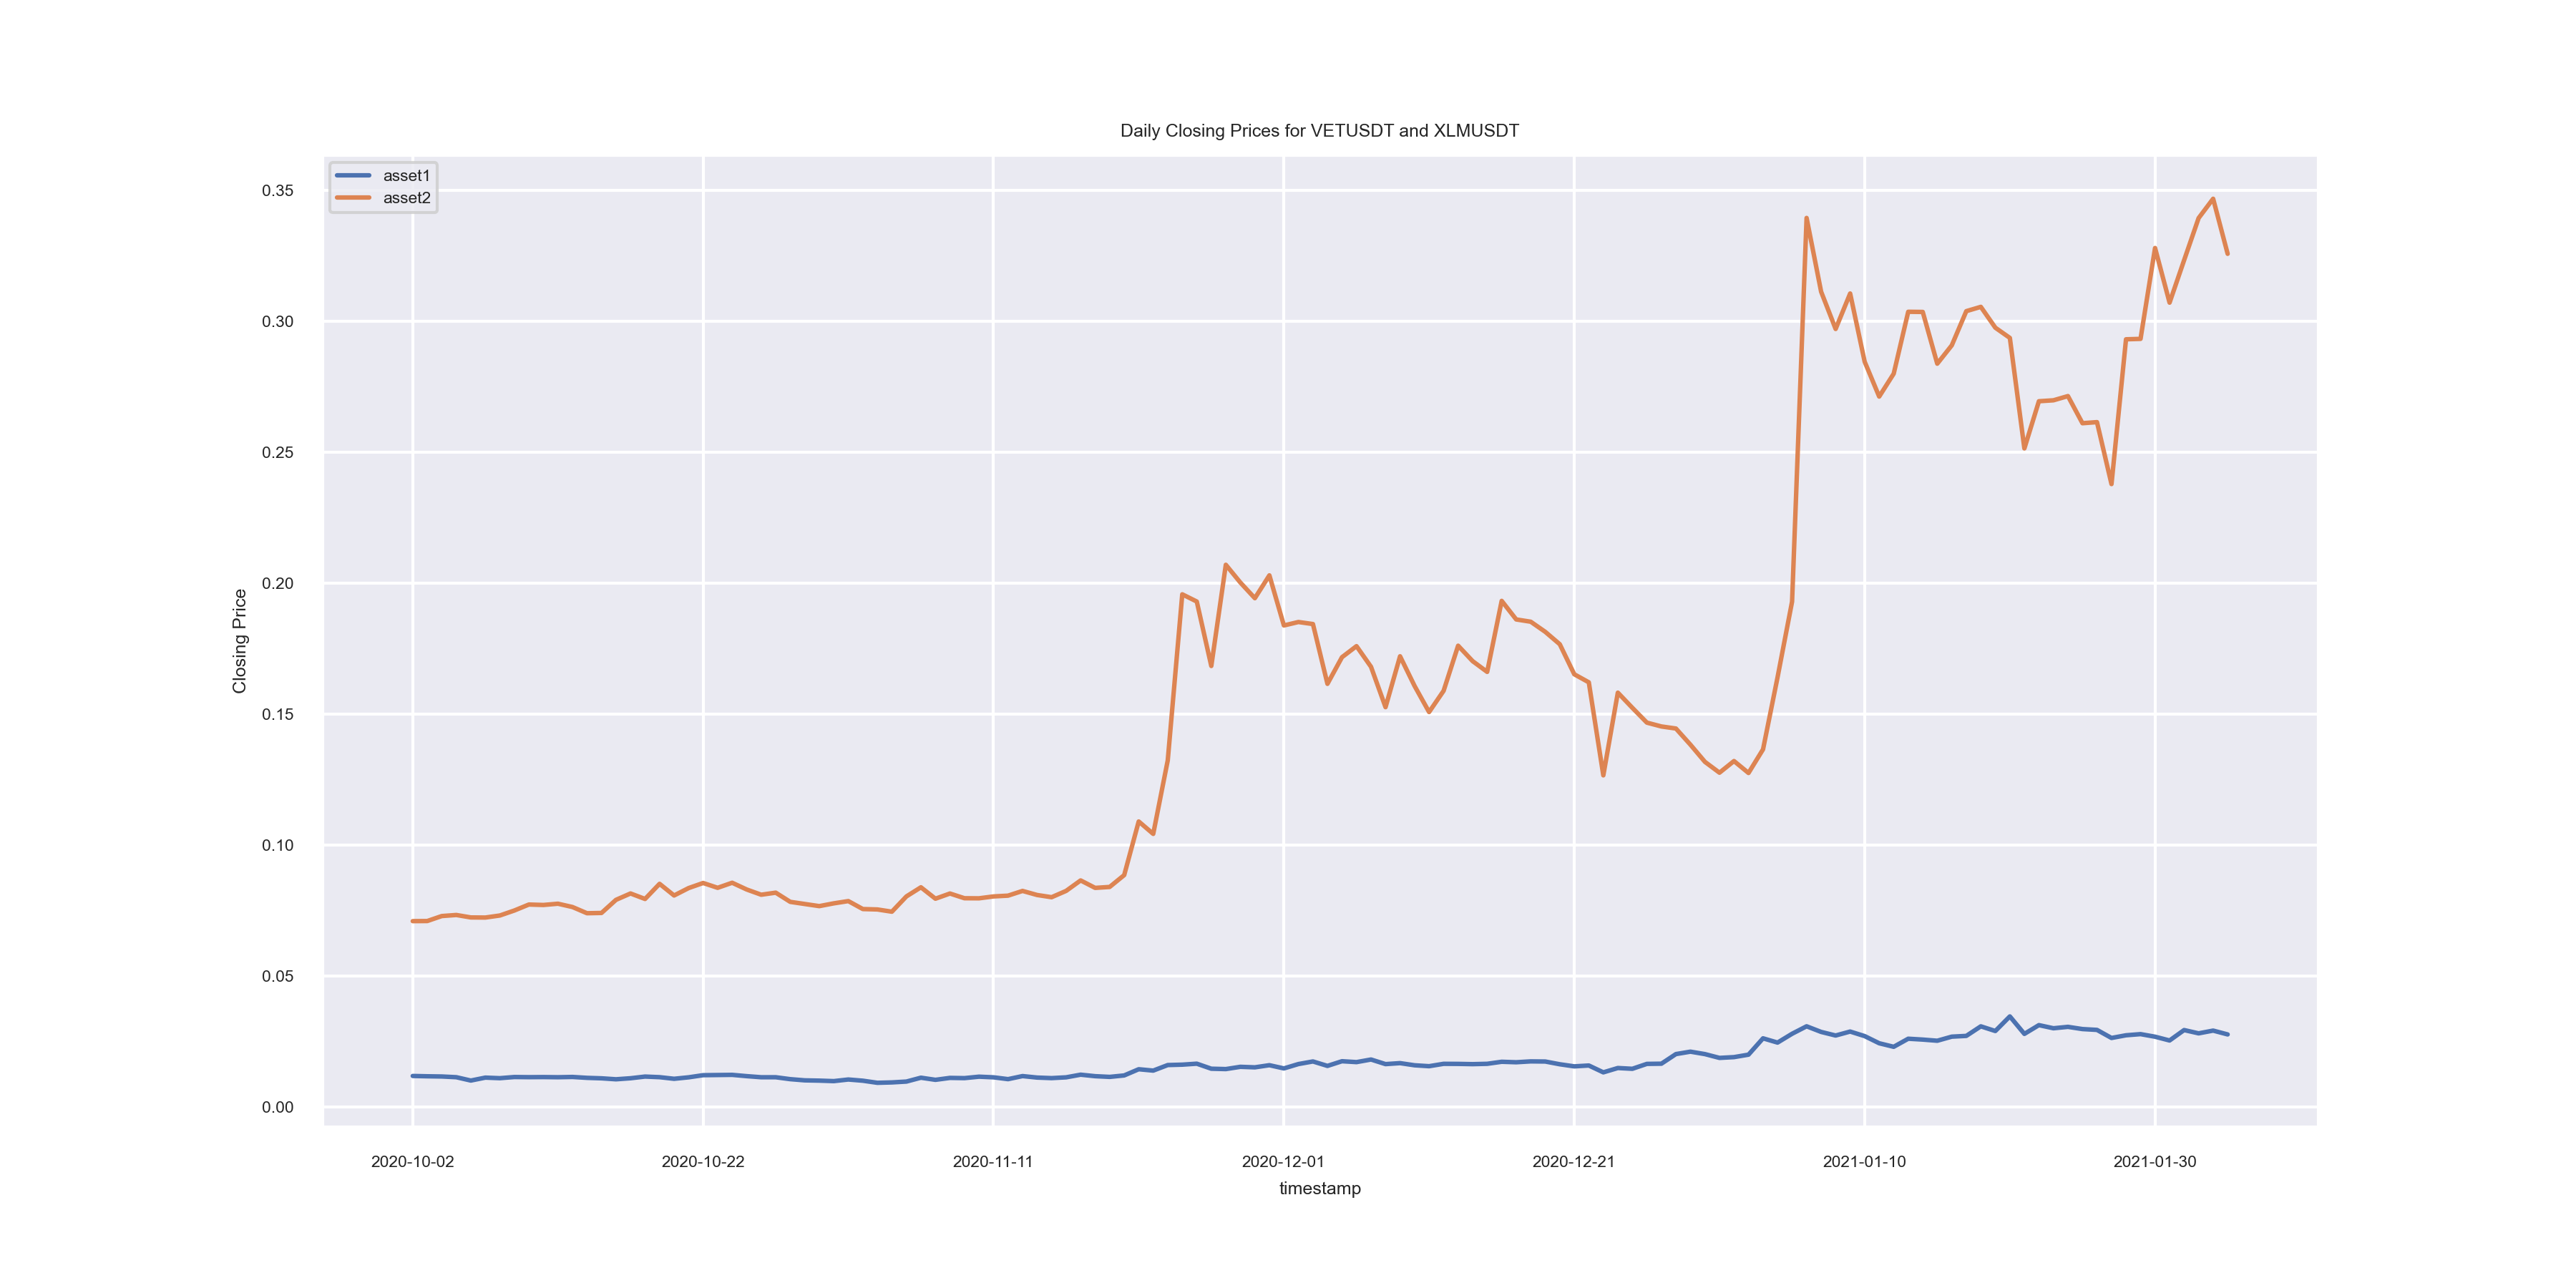 Daily Closing Prices for VETUSDT and XLMUSDT
asset1
asset2
0.35
0.30
0.25
0.20
0.15
0.10
0.05
0.00
Closing Price
2020-10-02 2020-10-22 2020-11-11 2020-12-01 2020-12-21 2021-01-10 2021-01-30
timestamp